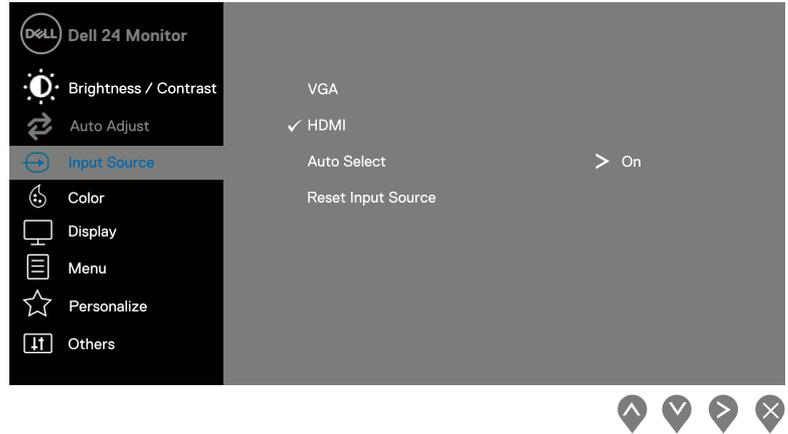 DELL Dell 24 Monitor
Brightness / Contrast
Auto Adjust
Input Source
Color
Display
Menu
Personalize
Others
VGA
HDMI
Auto Select On
Reset Input Source